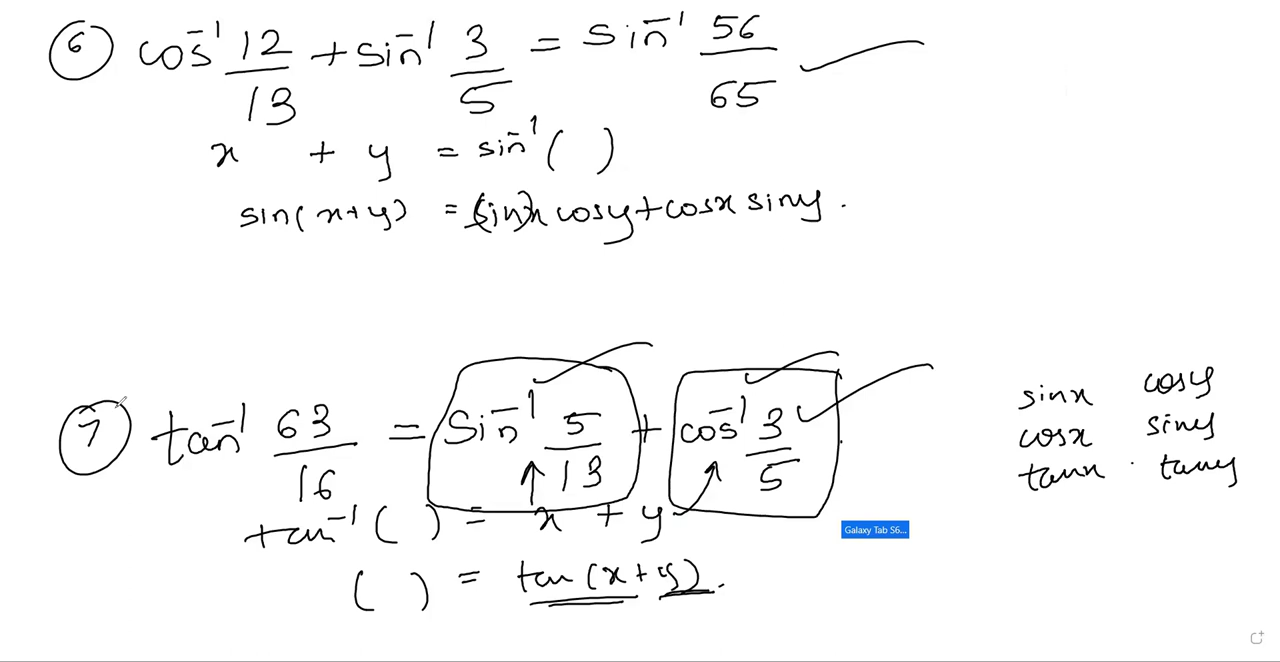 ⑥ cos⁻¹ 12/13 + sin⁻¹ 3/5 = sin⁻¹ 56/65
x + y = sin⁻¹ ( )
sin(x+y) = (sin)x cosy + cosx siny .
⑦ tan⁻¹ 63/16 = Sin⁻¹ 5/13 + cos⁻¹ 3/5
tan⁻¹ ( ) = x + y
( ) = tan (x+y) .
sinx cosy
cosx siny
tanx . tany
Galaxy Tab S6...